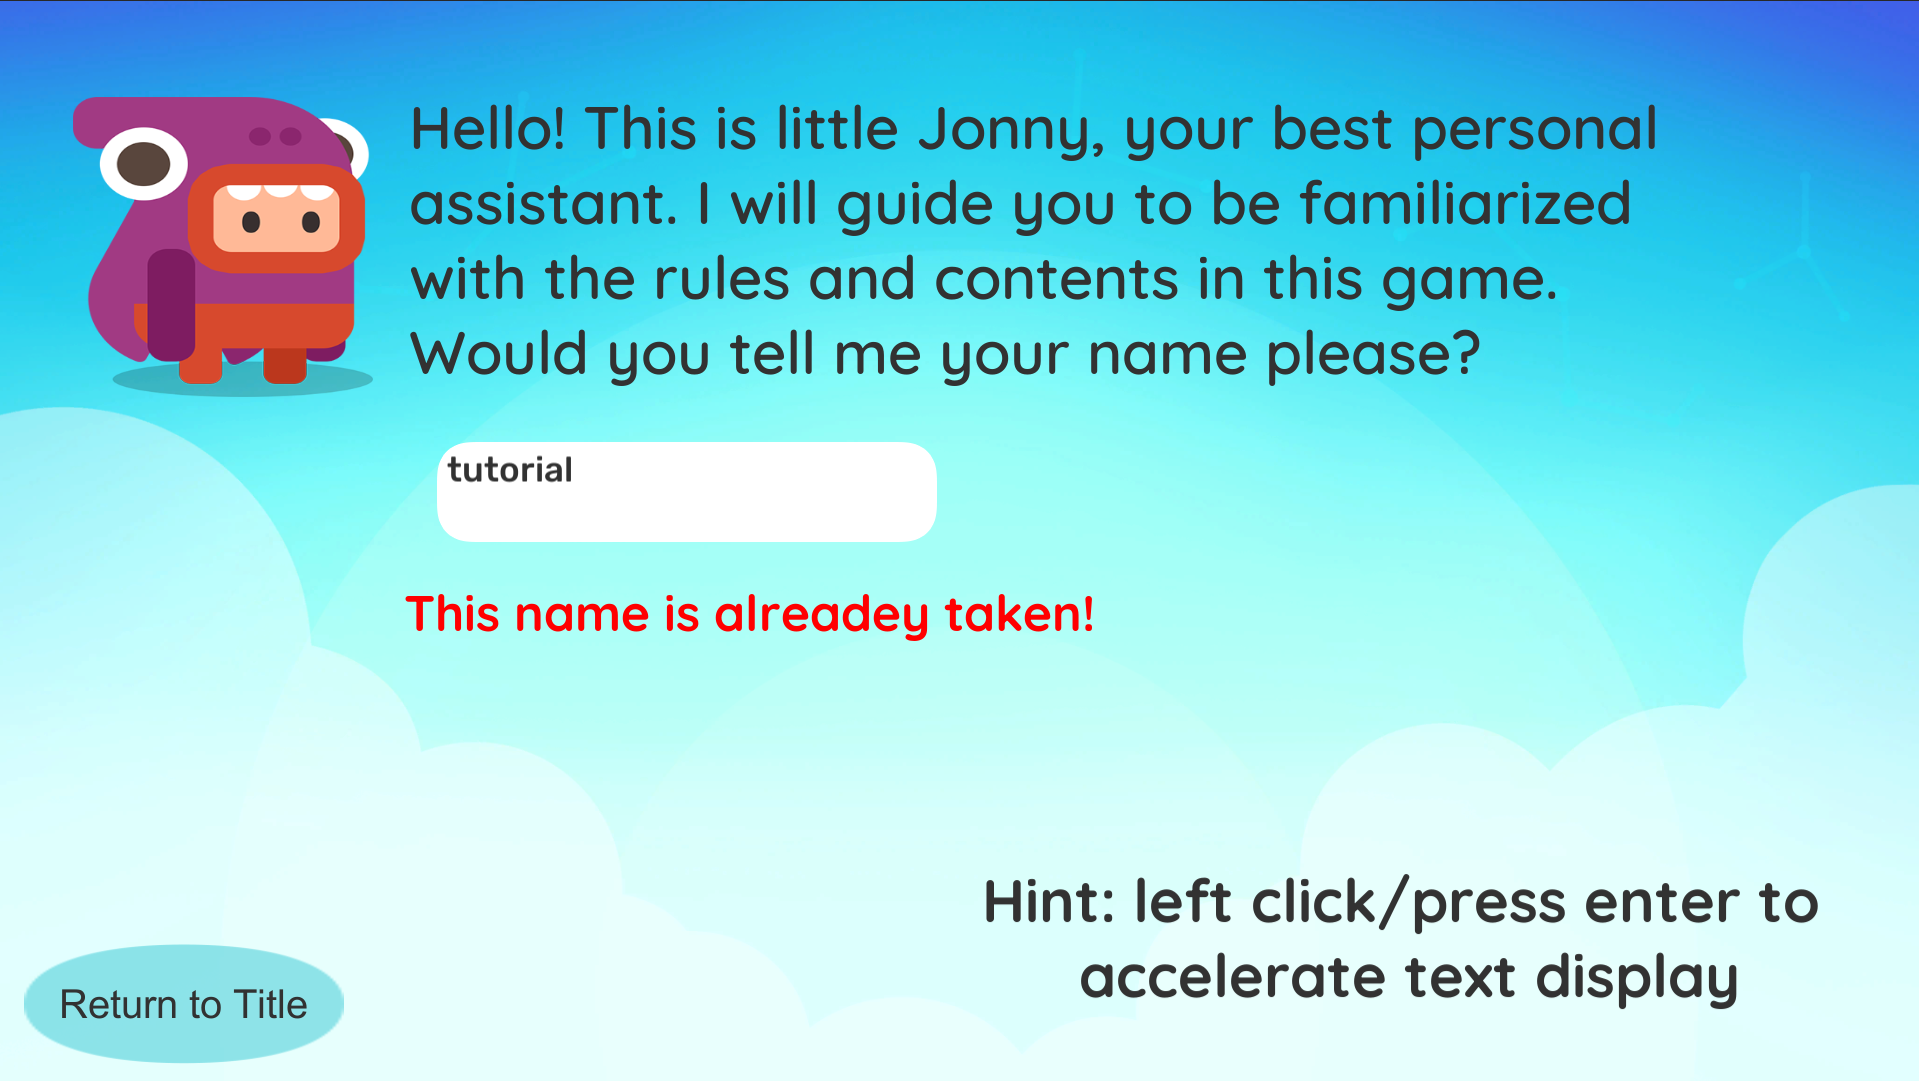 Hello! This is little Jonny, your best personal
assistant. I will guide you to be familiarized
with the rules and contents in this game.
Would you tell me your name please?
tutorial
This name is alreadey taken!
Hint: left click/press enter to
accelerate text display
Return to Title